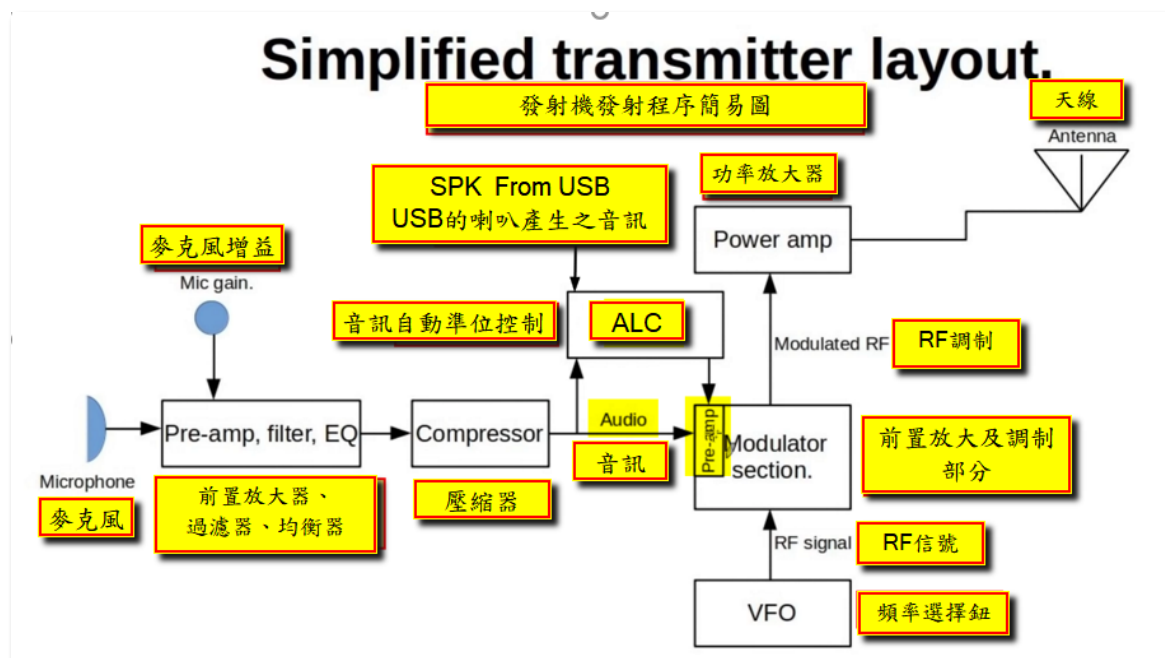 Simplified transmitter layout.
發射機發射程序簡易圖
天線
Antenna
功率放大器
SPK From USB
USB的喇叭產生之音訊
Power amp
麥克風增益
Mic gain.
音訊自動準位控制
ALC
Modulated RF
RF調制
Pre-amp, filter, EQ
Compressor
Audio
音訊
Pre-amp
Modulator
section.
前置放大及調制
部分
Microphone
麥克風
前置放大器、
過濾器、均衡器
壓縮器
RF signal
RF信號
VFO
頻率選擇鈕